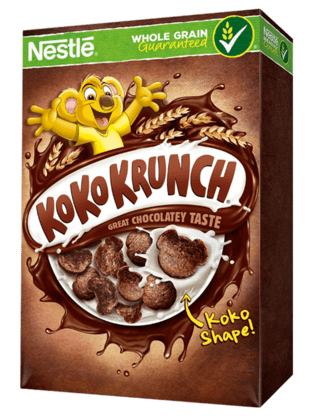 Nestlé
WHOLE GRAIN
Guaranteed
KOKO KRUNCH
GREAT CHOCOLATEY TASTE
Koko
Shape!